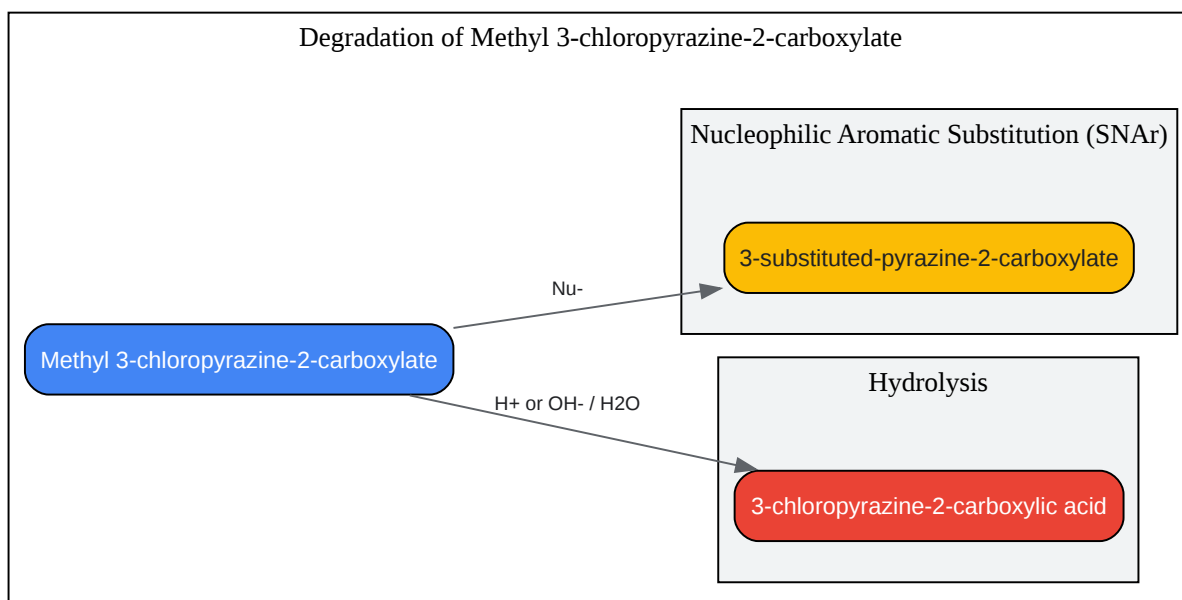 Degradation of Methyl 3-chloropyrazine-2-carboxylate
Nucleophilic Aromatic Substitution (SNAr)
3-substituted-pyrazine-2-carboxylate
Nu-
Methyl 3-chloropyrazine-2-carboxylate
H+ or OH- / H2O
Hydrolysis
3-chloropyrazine-2-carboxylic acid